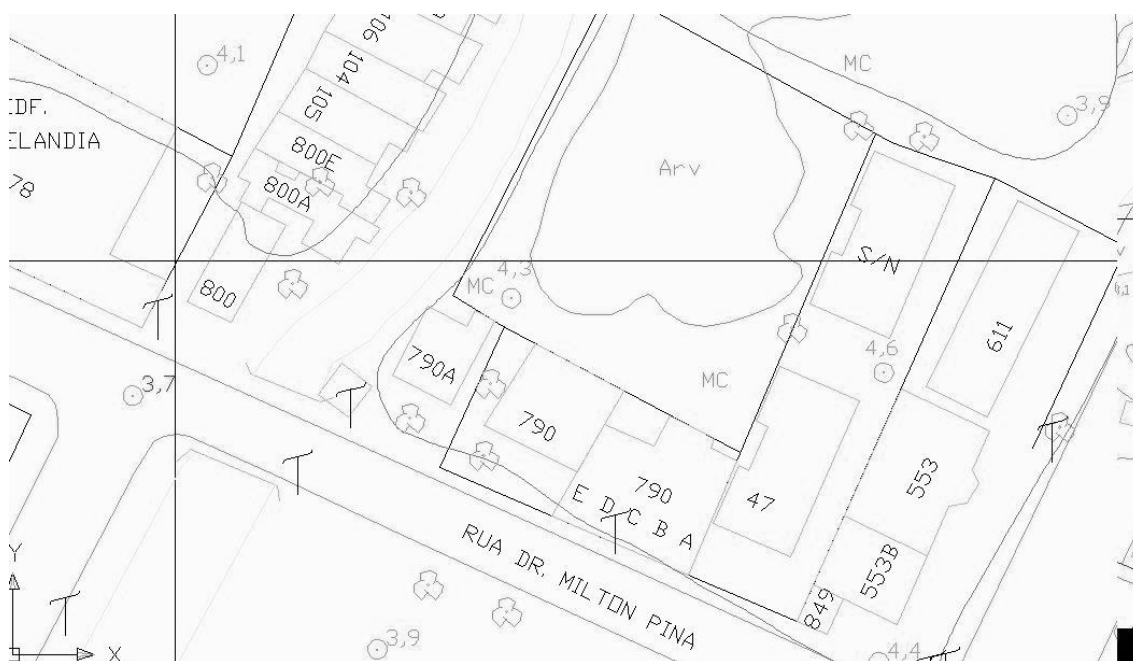 106
4,1
MC
104
3,9
105
EDF.
ELANDIA
800E
Arv
78
800A
S/N
4,3
MC
800
611
4,6
790A
MC
3,7
790
553
790
47
E D C B A
RUA DR. MILTON PINA
553B
849
Y
3,9
4,4
X